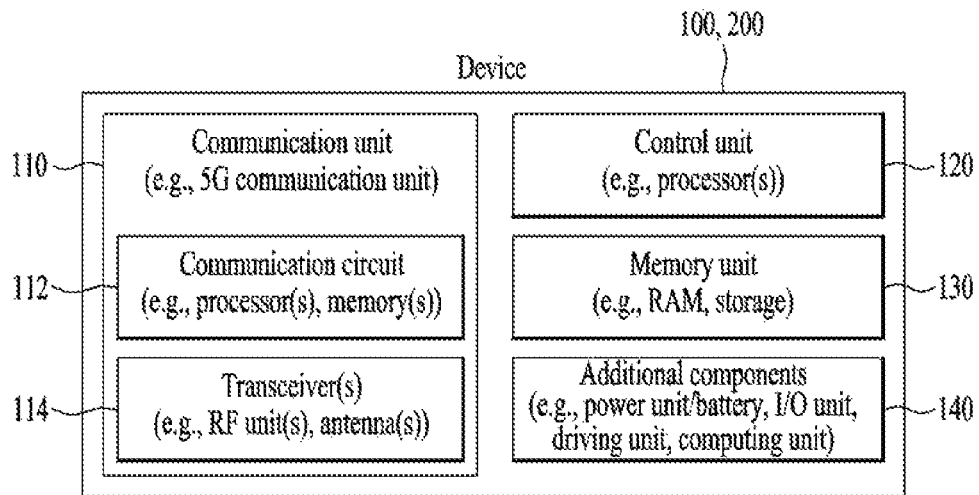 100, 200
Device
110
Communication unit
(e.g., 5G communication unit)
112
Communication circuit
(e.g., processor(s), memory(s))
114
Transceiver(s)
(e.g., RF unit(s), antenna(s))
Control unit
(e.g., processor(s))
120
Memory unit
(e.g., RAM, storage)
130
Additional components
(e.g., power unit/battery, I/O unit,
driving unit, computing unit)
140